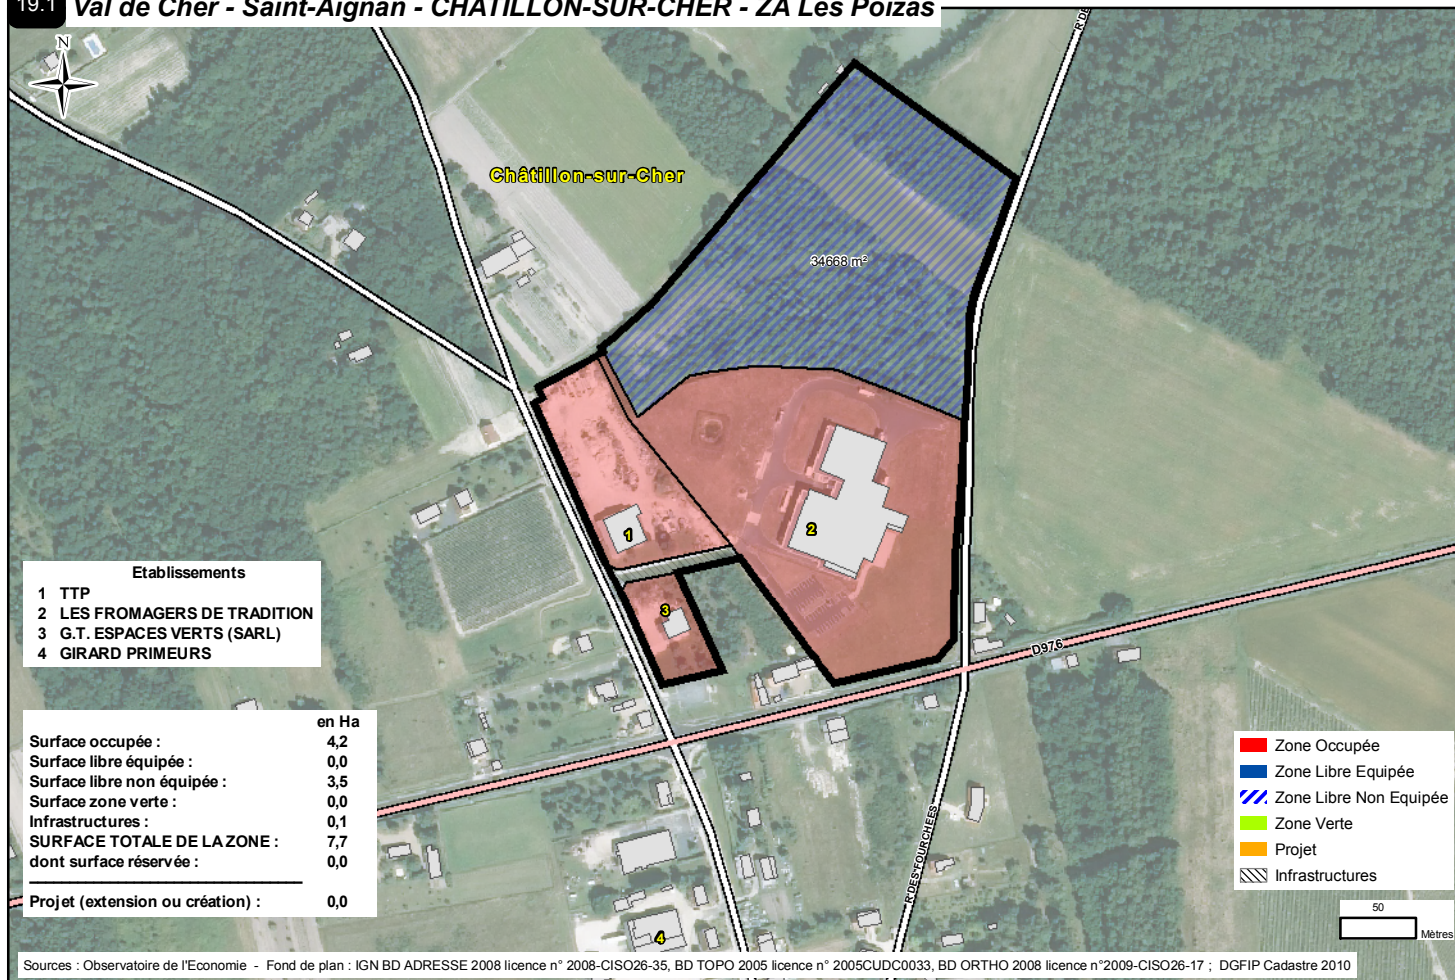 19.1 Val de Cher - Saint-Aignan - CHATILLON-SUR-CHER - ZA Les Poizas
N
R DE
Châtillon-sur-Cher
34668 m²
1
2
3
4
D976
R DES FOURCHEES
Etablissements
1 TTP
2 LES FROMAGERS DE TRADITION
3 G.T. ESPACES VERTS (SARL)
4 GIRARD PRIMEURS
en Ha
Surface occupée : 4,2
Surface libre équipée : 0,0
Surface libre non équipée : 3,5
Surface zone verte : 0,0
Infrastructures : 0,1
SURFACE TOTALE DE LA ZONE : 7,7
dont surface réservée : 0,0
Projet (extension ou création) : 0,0
Zone Occupée
Zone Libre Equipée
Zone Libre Non Equipée
Zone Verte
Projet
Infrastructures
50
Mètres
Sources : Observatoire de l'Economie - Fond de plan : IGN BD ADRESSE 2008 licence n° 2008-CISO26-35, BD TOPO 2005 licence n° 2005CUDC0033, BD ORTHO 2008 licence n°2009-CISO26-17 ; DGFIP Cadastre 2010